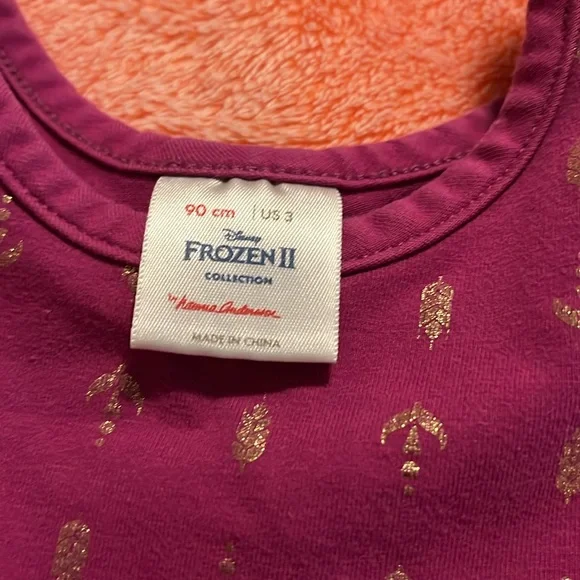 90 cm | US 3
Disney
FROZEN II
COLLECTION
by Hanna Andersson
MADE IN CHINA